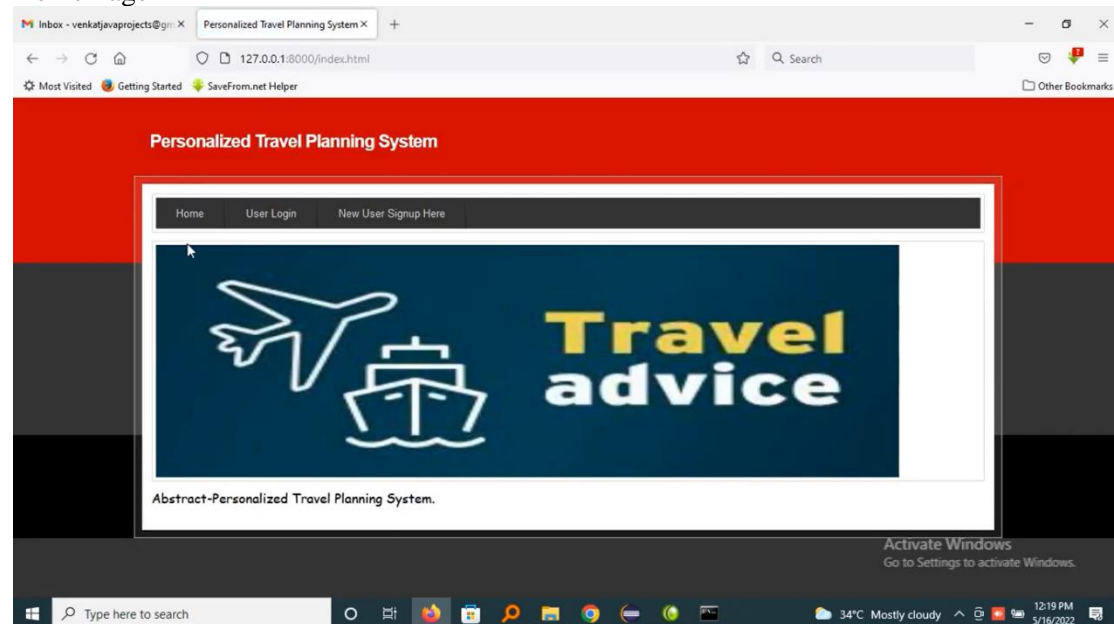 Inbox - venkatjavaprojects@gm
Personalized Travel Planning System
127.0.0.1:8000/index.html
Search
Most Visited
Getting Started
SaveFrom.net Helper
Other Bookmarks
Personalized Travel Planning System
Home
User Login
New User Signup Here
Travel
advice
Abstract-Personalized Travel Planning System.
Activate Windows
Go to Settings to activate Windows.
Type here to search
34°C Mostly cloudy
12:19 PM
5/16/2022